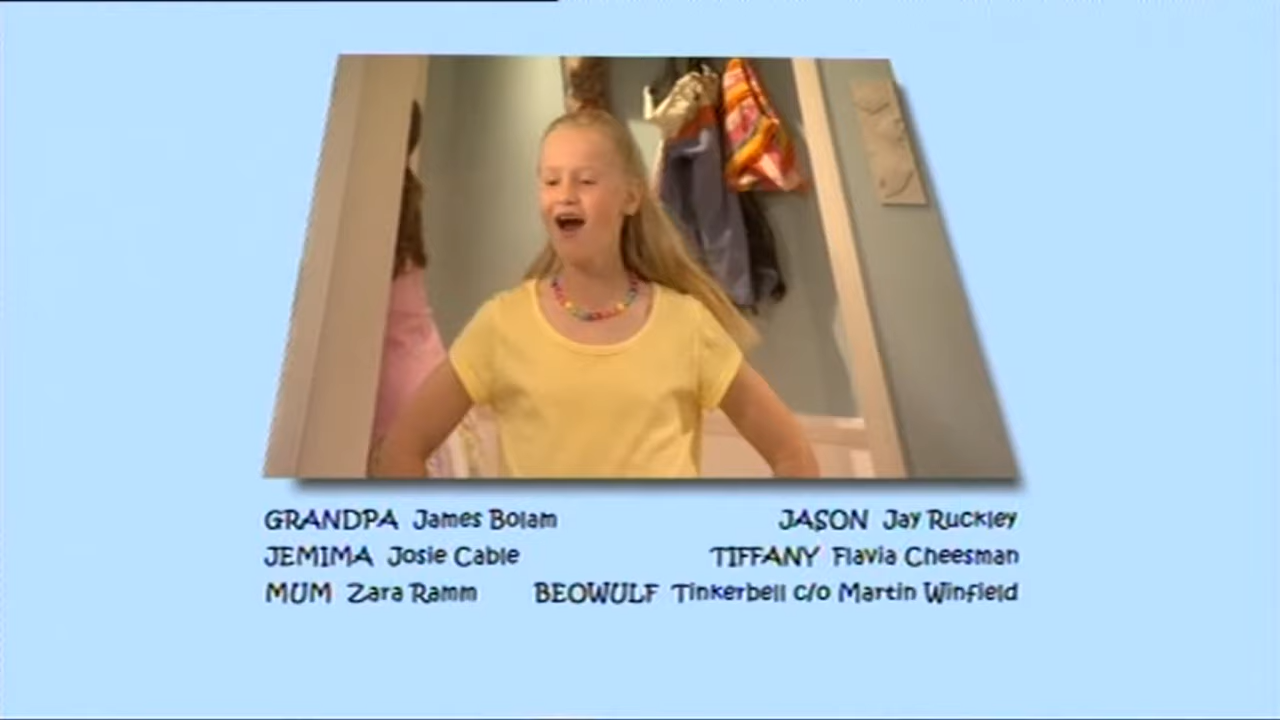 GRANDPA James Bolam
JEMIMA Josie Cable
MUM Zara Ramm
JASON Jay Ruckley
TIFFANY Flavia Cheesman
BEOWULF Tinkerbell c/o Martin Winfield